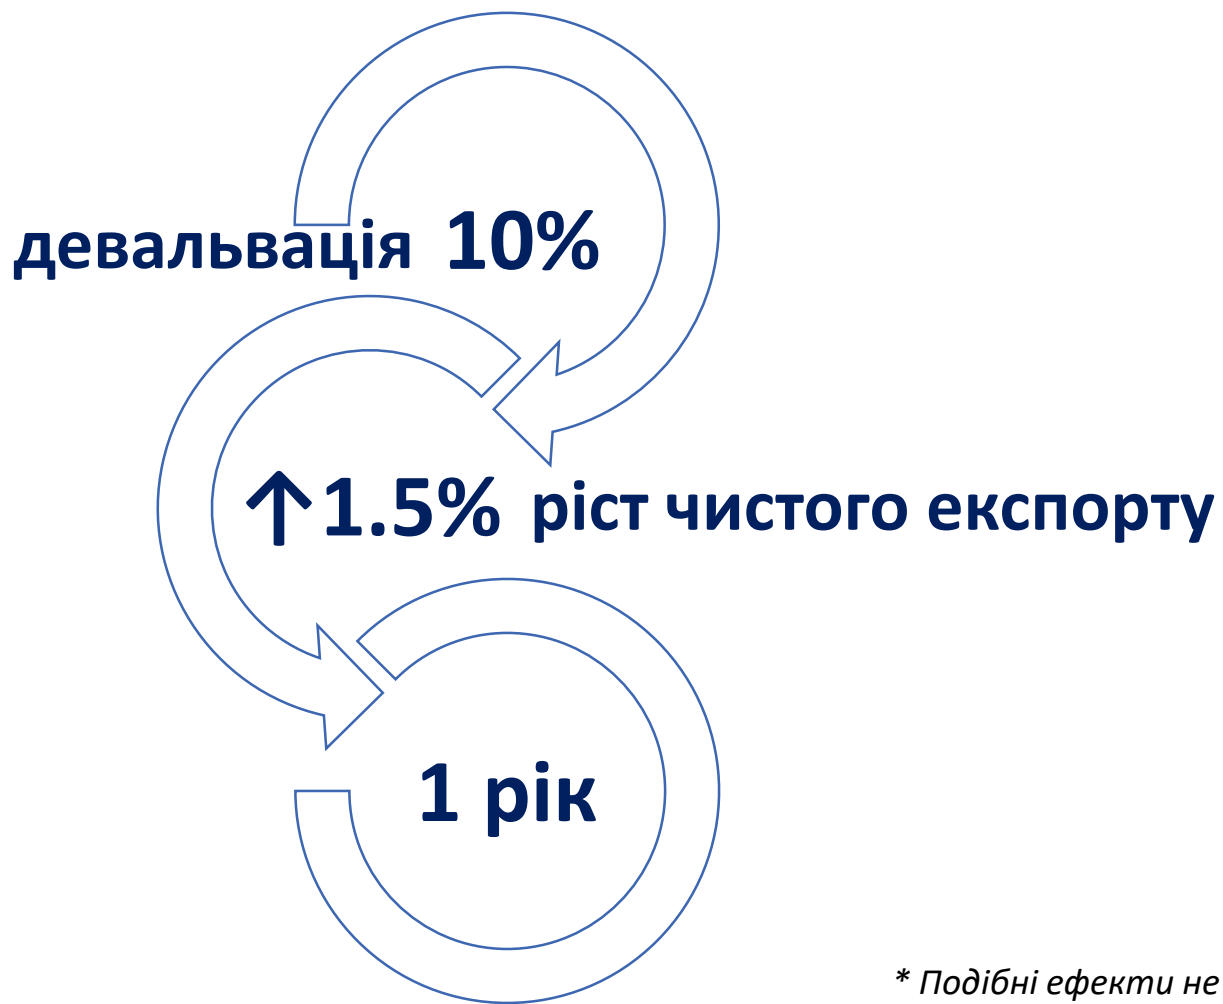 девальвація 10%
↑1.5% ріст чистого експорту
1 рік
* Подібні ефекти не